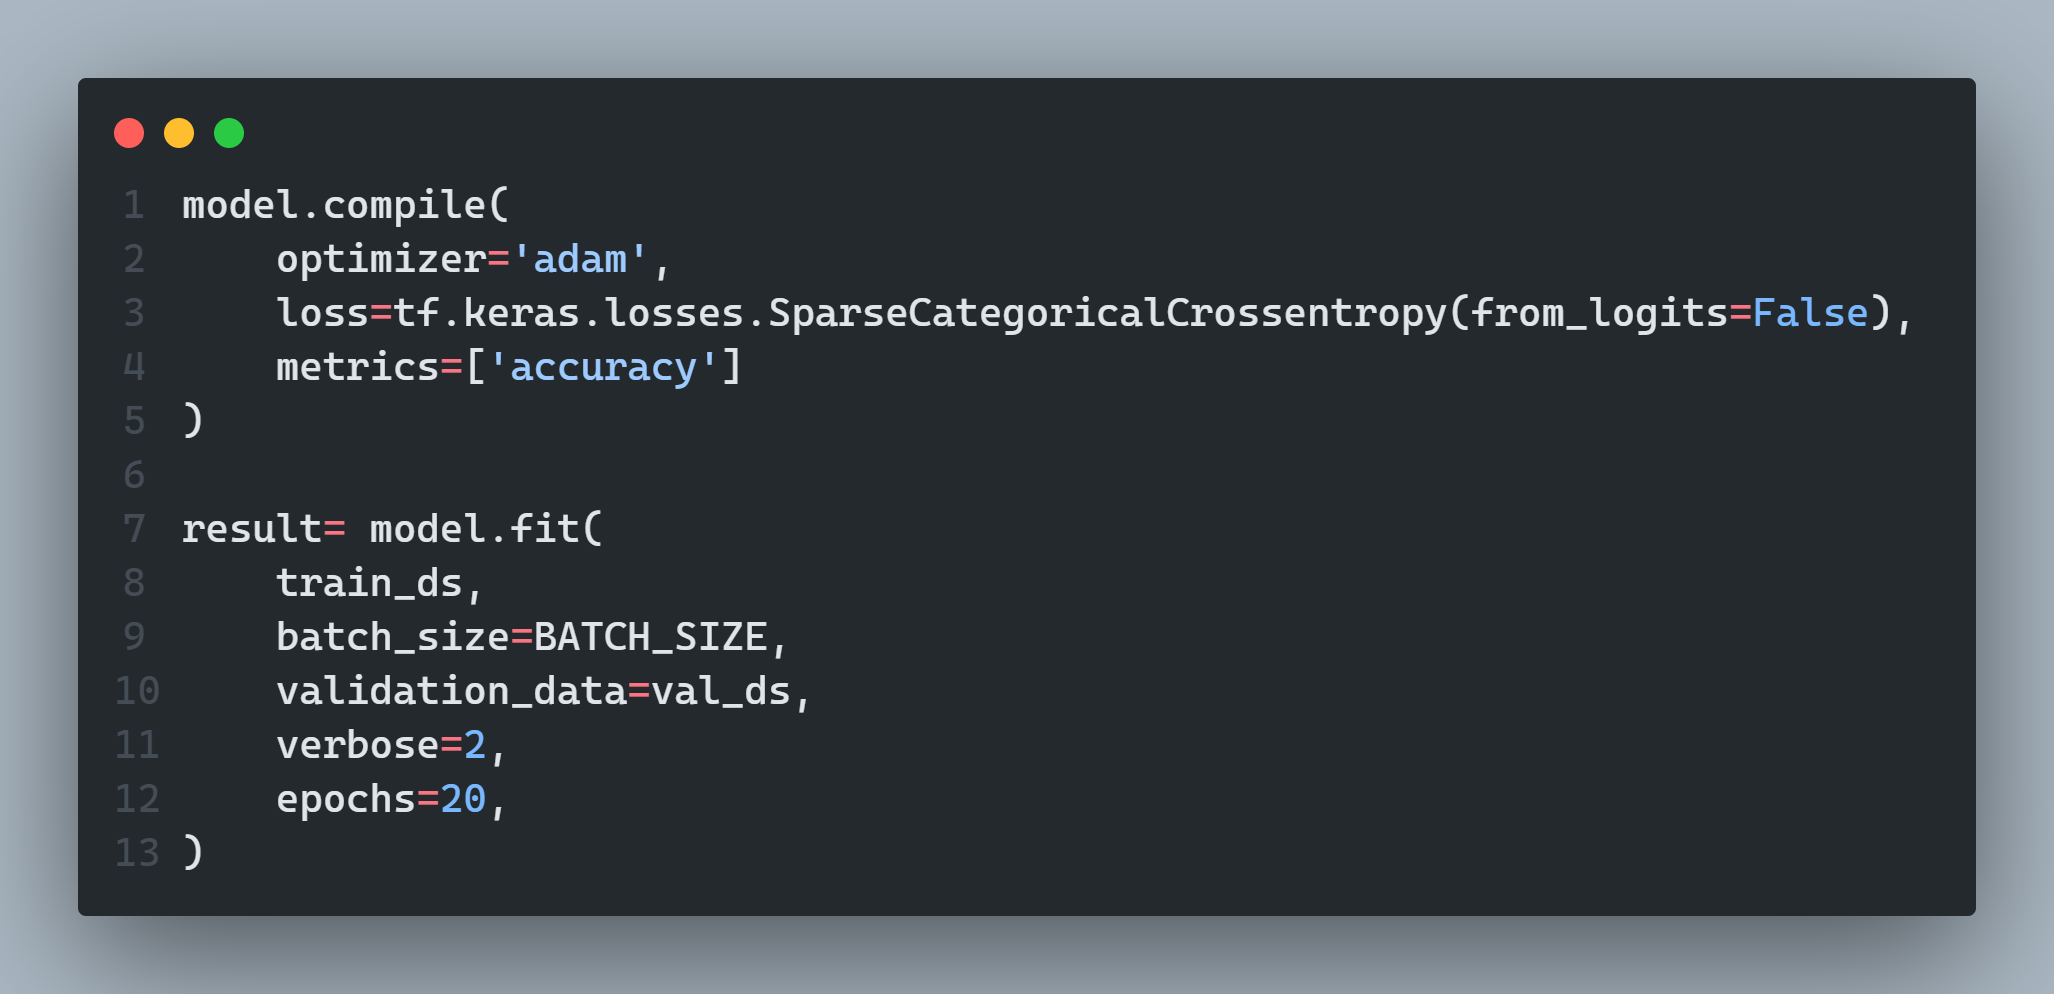 1 model.compile(
2     optimizer='adam',
3     loss=tf.keras.losses.SparseCategoricalCrossentropy(from_logits=False),
4     metrics=['accuracy']
5 )
6
7 result= model.fit(
8     train_ds,
9     batch_size=BATCH_SIZE,
10     validation_data=val_ds,
11     verbose=2,
12     epochs=20,
13 )